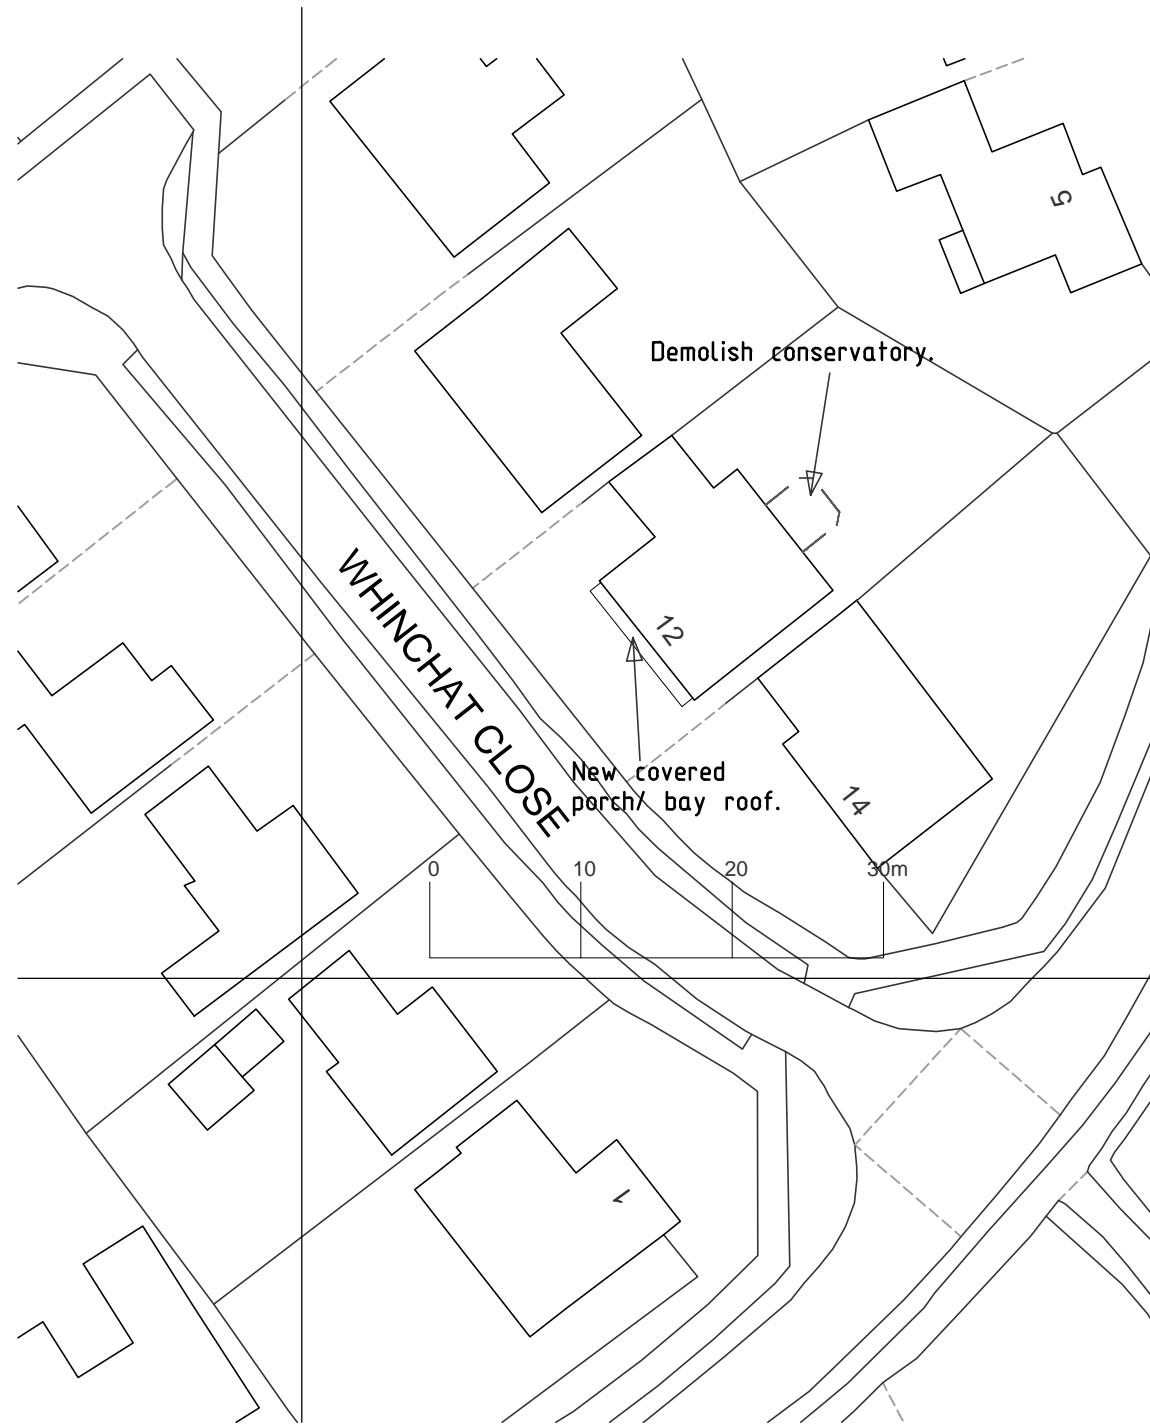 5
Demolish conservatory.
12
WHINCHAT CLOSE
New covered
porch/ bay roof.
14
0 10 20 30m
1